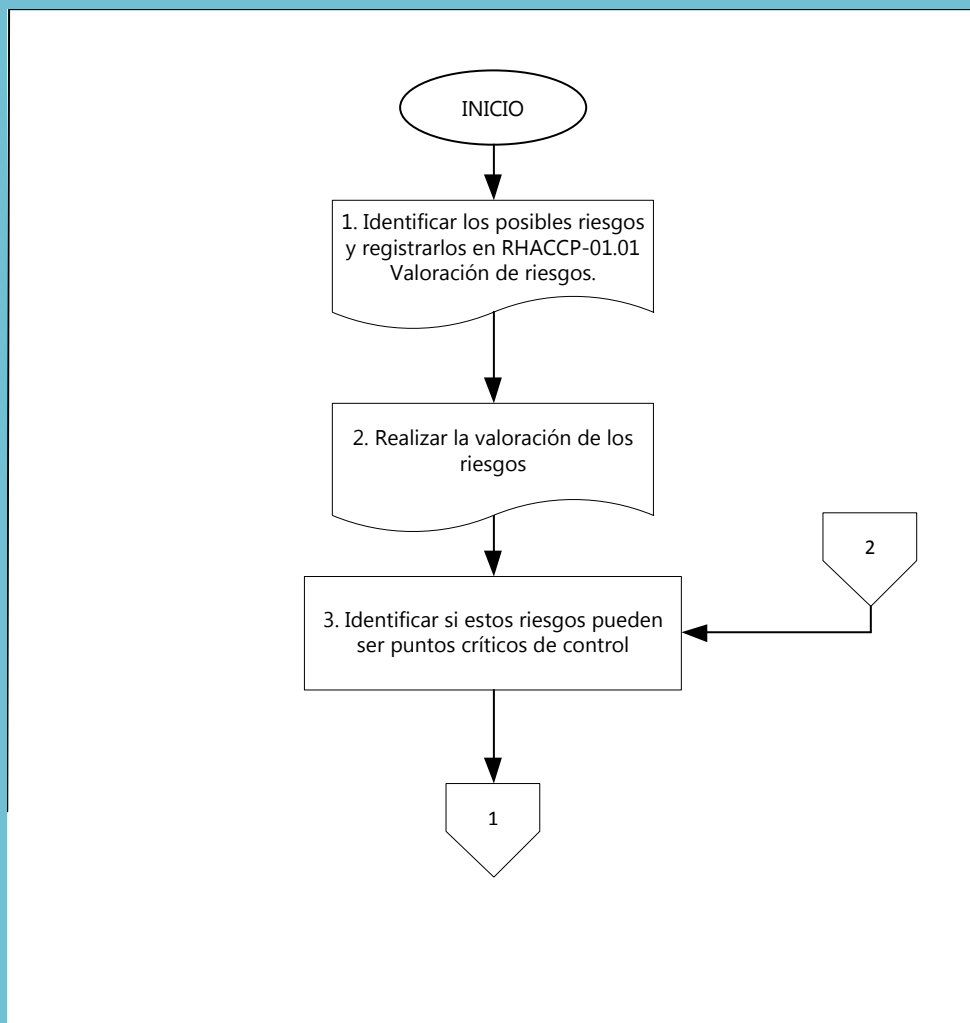 INICIO
1. Identificar los posibles riesgos
y registrarlos en RHACCP-01.01
Valoración de riesgos.
2. Realizar la valoración de los
riesgos
2
3. Identificar si estos riesgos pueden
ser puntos críticos de control
1